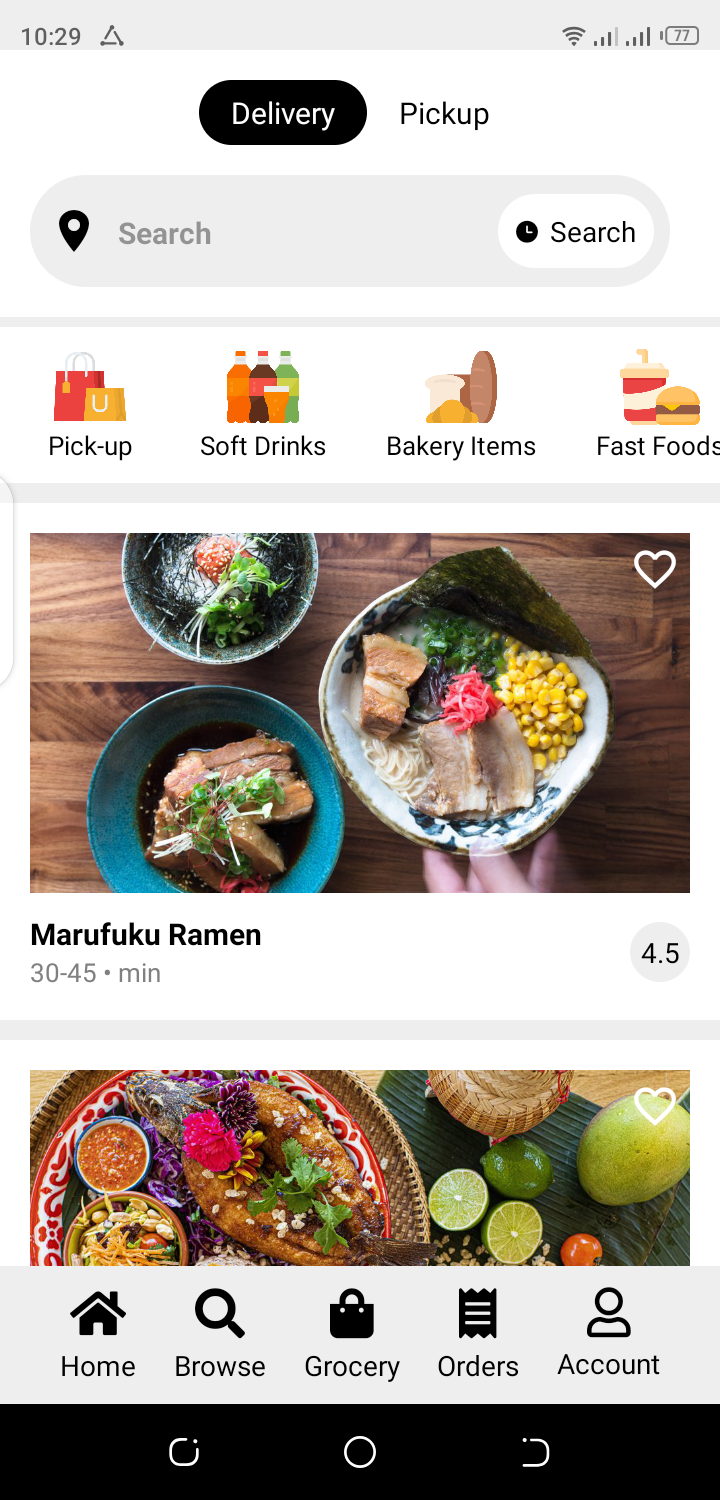 10:29
77
Delivery Pickup
Search Search
Pick-up Soft Drinks Bakery Items Fast Foods
Marufuku Ramen
4.5
30-45 • min
Home Browse Grocery Orders Account